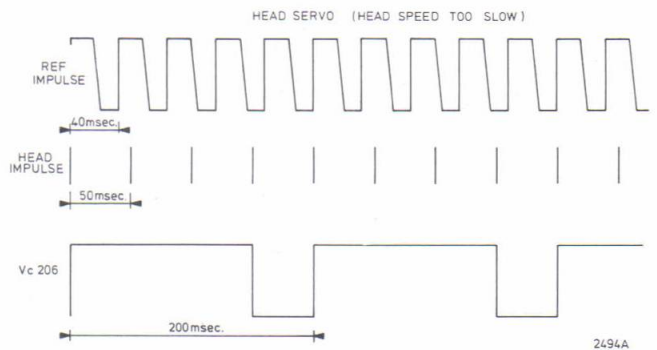 HEAD SERVO (HEAD SPEED TOO SLOW)
REF
IMPULSE
40msec.
HEAD
IMPULSE
50msec.
Vc 206
200msec.
2494A